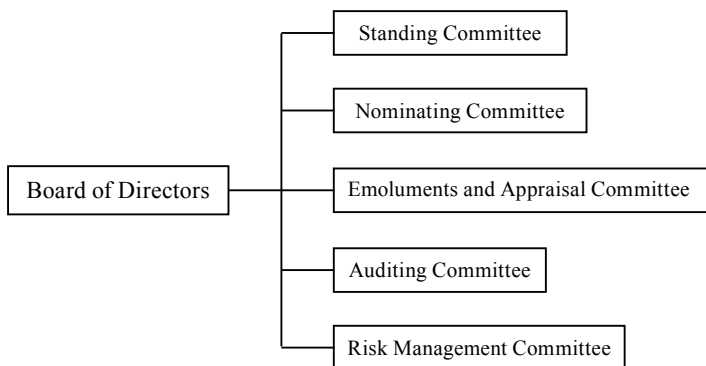 Standing Committee
Nominating Committee
Board of Directors
Emoluments and Appraisal Committee
Auditing Committee
Risk Management Committee